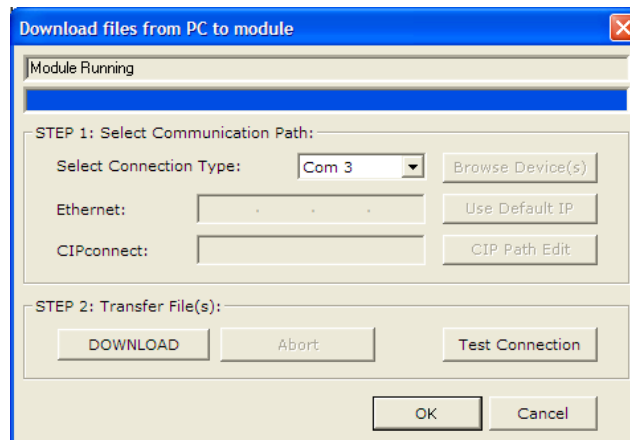 Download files from PC to module
Module Running
STEP 1: Select Communication Path:
Select Connection Type: Com 3 Browse Device(s)
Ethernet: . . . Use Default IP
CIPconnect: CIP Path Edit
STEP 2: Transfer File(s):
DOWNLOAD Abort Test Connection
OK Cancel